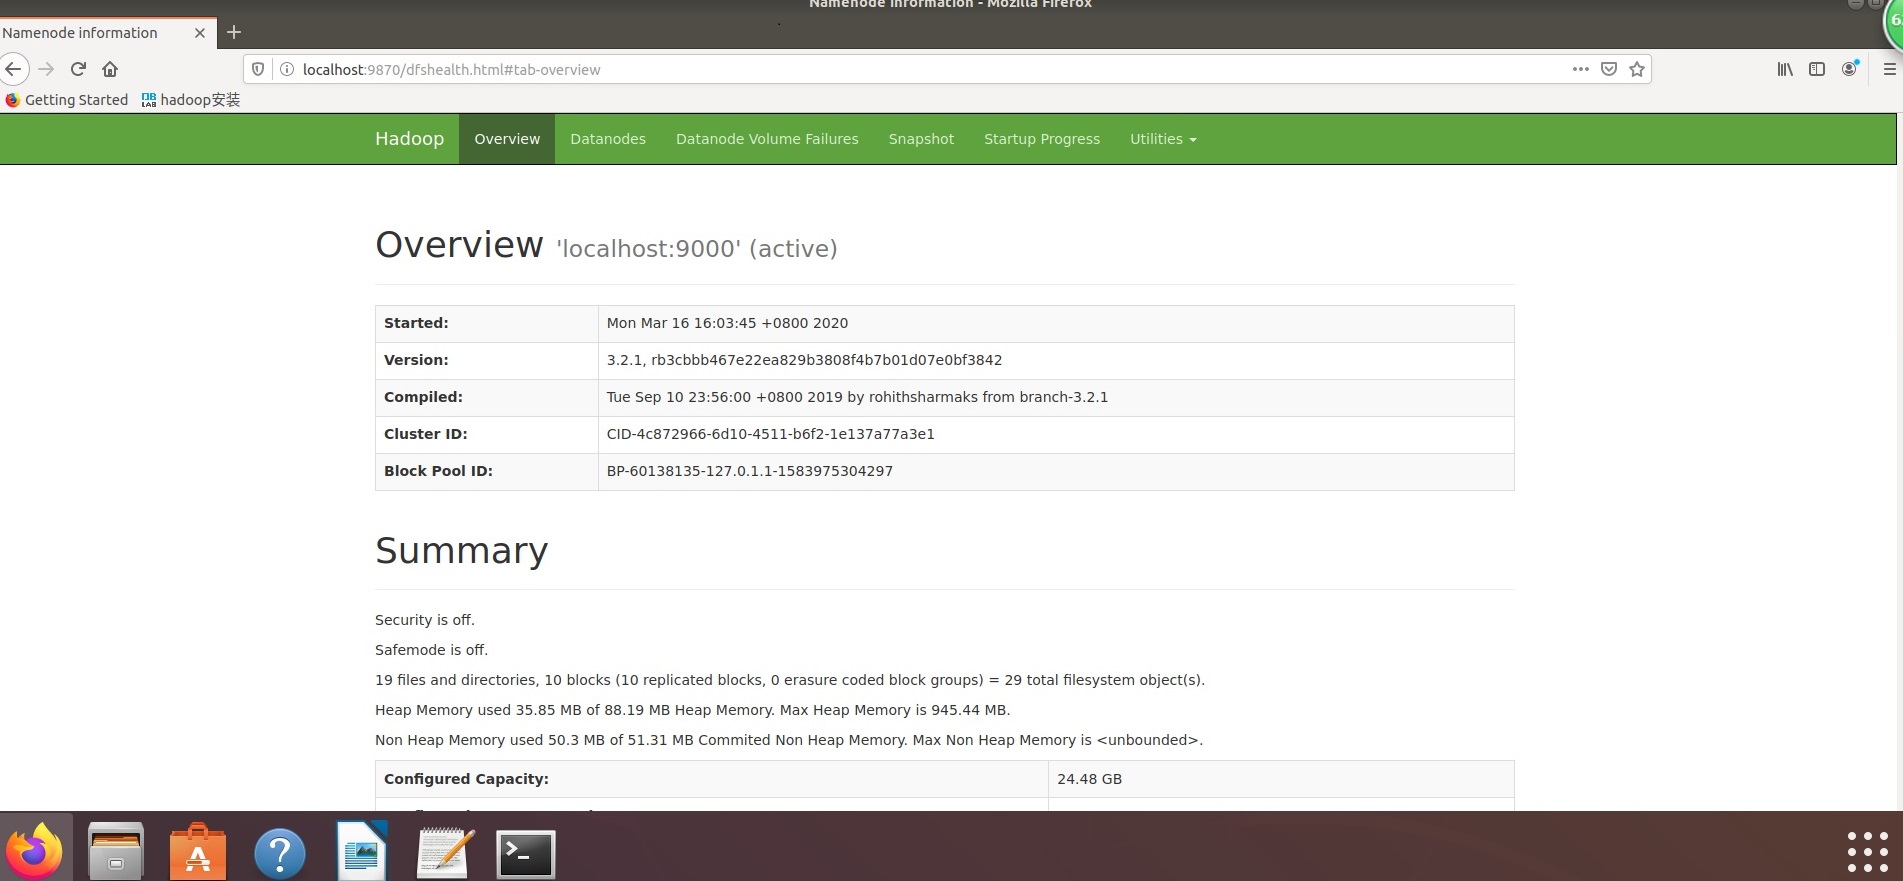 Namenode information - Mozilla Firefox
Namenode information
localhost:9870/dfshealth.html#tab-overview
Getting Started hadoop安装
Hadoop Overview Datanodes Datanode Volume Failures Snapshot Startup Progress Utilities
Overview 'localhost:9000' (active)
Started: Mon Mar 16 16:03:45 +0800 2020
Version: 3.2.1, rb3cbbb467e22ea829b3808f4b7b01d07e0bf3842
Compiled: Tue Sep 10 23:56:00 +0800 2019 by rohithsharmaks from branch-3.2.1
Cluster ID: CID-4c872966-6d10-4511-b6f2-1e137a77a3e1
Block Pool ID: BP-60138135-127.0.1.1-1583975304297
Summary
Security is off.
Safemode is off.
19 files and directories, 10 blocks (10 replicated blocks, 0 erasure coded block groups) = 29 total filesystem object(s).
Heap Memory used 35.85 MB of 88.19 MB Heap Memory. Max Heap Memory is 945.44 MB.
Non Heap Memory used 50.3 MB of 51.31 MB Commited Non Heap Memory. Max Non Heap Memory is <unbounded>.
Configured Capacity: 24.48 GB